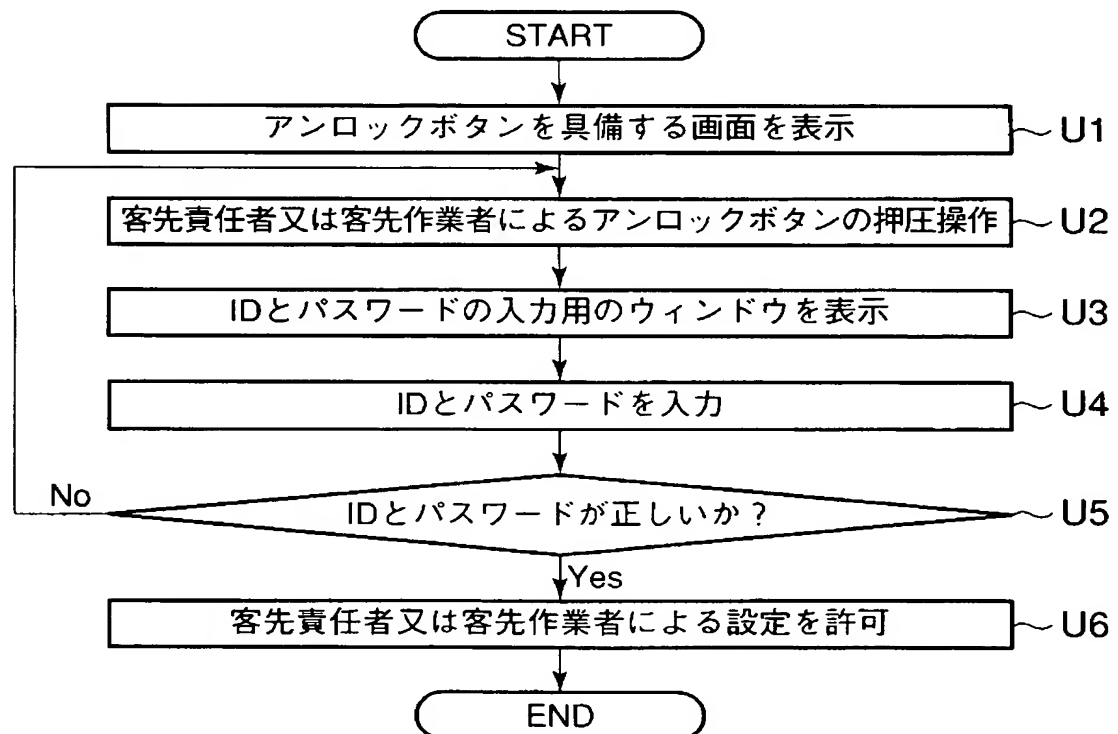 START
アンロックボタンを具備する画面を表示
U1
客先責任者又は客先作業者によるアンロックボタンの押圧操作
U2
IDとパスワードの入力用のウィンドウを表示
U3
IDとパスワードを入力
U4
No
IDとパスワードが正しいか？
U5
Yes
客先責任者又は客先作業者による設定を許可
U6
END